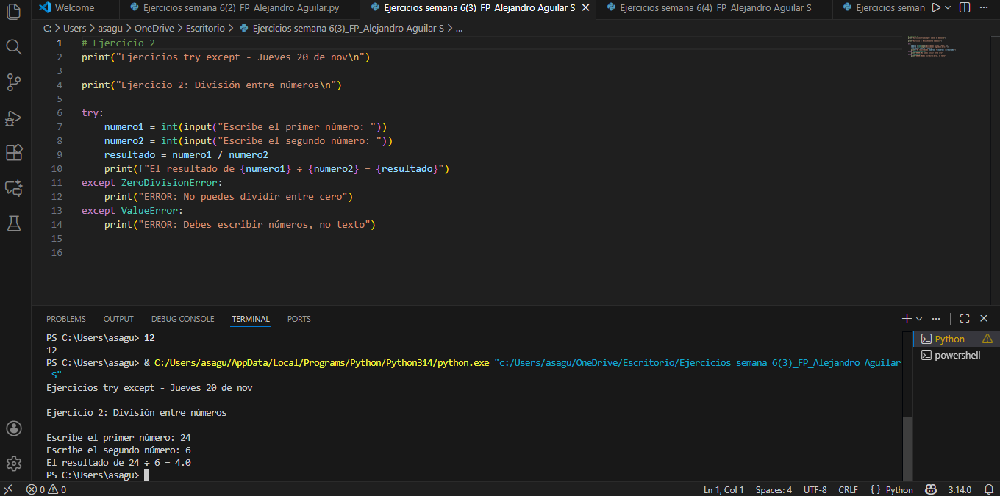 Welcome
Ejercicios semana 6(2)_FP_Alejandro Aguilar.py
Ejercicios semana 6(3)_FP_Alejandro Aguilar S
Ejercicios semana 6(4)_FP_Alejandro Aguilar S
Ejercicios seman
C: > Users > asagu > OneDrive > Escritorio > Ejercicios semana 6(3)_FP_Alejandro Aguilar S > ...
1 # Ejercicio 2
2 print("Ejercicios try except - Jueves 20 de nov\n")
3
4 print("Ejercicio 2: División entre números\n")
5
6 try:
7     numero1 = int(input("Escribe el primer número: "))
8     numero2 = int(input("Escribe el segundo número: "))
9     resultado = numero1 / numero2
10     print(f"El resultado de {numero1} ÷ {numero2} = {resultado}")
11 except ZeroDivisionError:
12     print("ERROR: No puedes dividir entre cero")
13 except ValueError:
14     print("ERROR: Debes escribir números, no texto")
15
16
PROBLEMS OUTPUT DEBUG CONSOLE TERMINAL PORTS
PS C:\Users\asagu> 12
12
PS C:\Users\asagu> & C:/Users/asagu/AppData/Local/Programs/Python/Python314/python.exe "c:/Users/asagu/OneDrive/Escritorio/Ejercicios semana 6(3)_FP_Alejandro Aguilar
S"
Ejercicios try except - Jueves 20 de nov
Ejercicio 2: División entre números
Escribe el primer número: 24
Escribe el segundo número: 6
El resultado de 24 ÷ 6 = 4.0
PS C:\Users\asagu>
Python
powershell
0 0
Ln 1, Col 1 Spaces: 4 UTF-8 CRLF { } Python 3.14.0